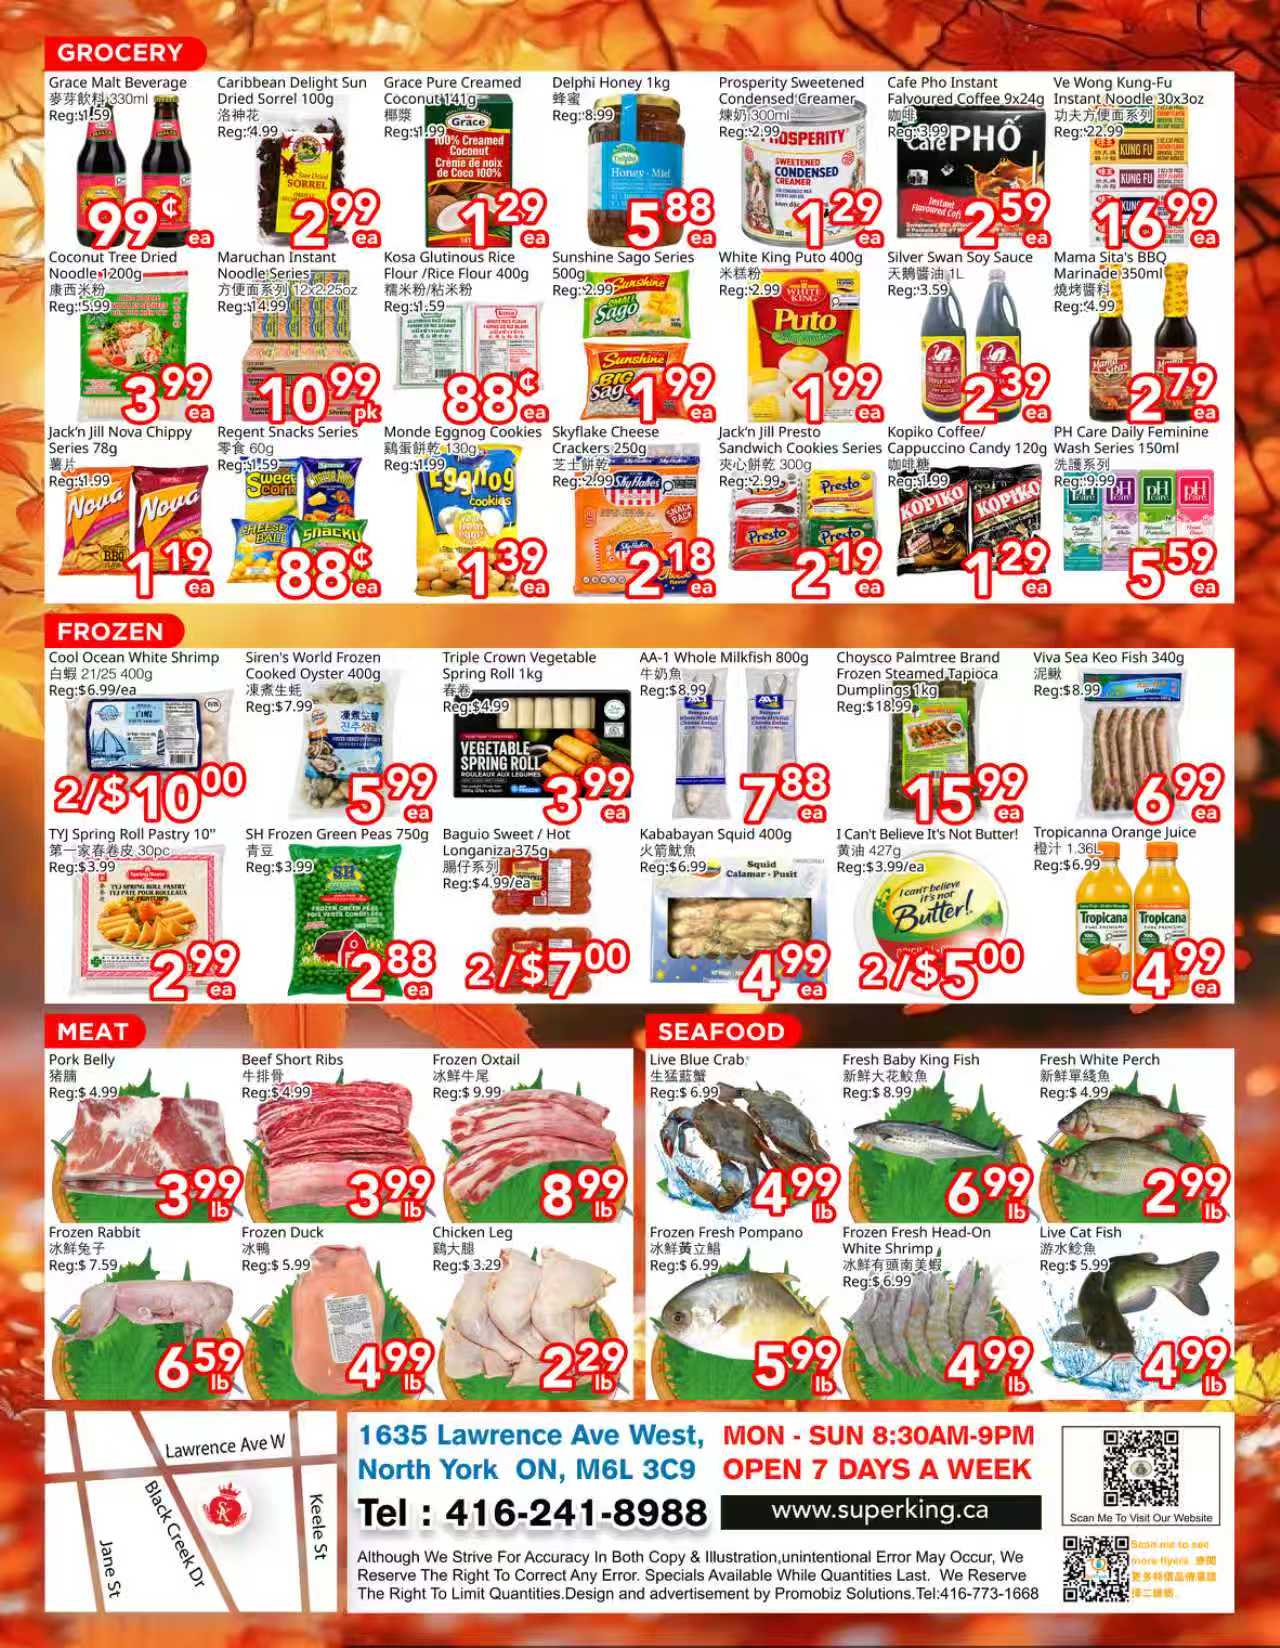 GROCERY
Grace Malt Beverage
麥芽飲料 330ml
Reg:$1.59
99¢ ea
Caribbean Delight Sun
Dried Sorrel 100g
洛神花
Reg:$4.99
2.99 ea
Grace Pure Creamed
Coconut 141g
椰漿
Reg:$1.99
1.29 ea
Delphi Honey 1kg
蜂蜜
Reg:$8.99
5.88 ea
Prosperity Sweetened
Condensed Creamer
煉奶 300ml
Reg:$2.99
1.29 ea
Cafe Pho Instant
Falvoured Coffee 9x24g
咖啡
Reg:$3.99
2.59 ea
Ve Wong Kung-Fu
Instant Noodle 30x3oz
功夫方便面系列
Reg:$22.99
16.99 ea
Coconut Tree Dried
Noodle 1200g
康西米粉
Reg:$5.99
3.99 ea
Maruchan Instant
Noodle Series
方便面系列 12x2.25oz
Reg:$14.99
10.99 pk
Kosa Glutinous Rice
Flour /Rice Flour 400g
糯米粉/粘米粉
Reg:$1.59
88¢ ea
Sunshine Sago Series
500g
Reg:$2.99
1.99 ea
White King Puto 400g
米糕粉
Reg:$2.99
1.99 ea
Silver Swan Soy Sauce
天鵝醬油 1L
Reg:$3.59
2.39 ea
Mama Sita's BBQ
Marinade 350ml
燒烤醬料
Reg:$4.99
2.79 ea
Jack‘n Jill Nova Chippy
Series 78g
薯片
Reg:$1.99
1.19 ea
Regent Snacks Series
零食 60g
Reg:$1.59
88¢ ea
Monde Eggnog Cookies
鷄蛋餅乾 130g
Reg:$1.99
1.39 ea
Skyflake Cheese
Crackers 250g
芝士餅乾
Reg:$2.99
2.18 ea
Jack‘n Jill Presto
Sandwich Cookies Series
夾心餅乾 300g
Reg:$2.99
2.19 ea
Kopiko Coffee/
Cappuccino Candy 120g
咖啡糖
Reg:$1.99
1.29 ea
PH Care Daily Feminine
Wash Series 150ml
洗護系列
Reg:$9.99
5.59 ea
FROZEN
Cool Ocean White Shrimp
白蝦 21/25 400g
Reg:$6.99/ea
2/$10.00
Siren's World Frozen
Cooked Oyster 400g
凍煮生蚝
Reg:$7.99
5.99 ea
Triple Crown Vegetable
Spring Roll 1kg
春卷
Reg:$4.99
3.99 ea
AA-1 Whole Milkfish 800g
牛奶魚
Reg:$8.99
7.88 ea
Choysco Palmtree Brand
Frozen Steamed Tapioca
Dumplings 1kg
Reg:$18.99
15.99 ea
Viva Sea Keo Fish 340g
泥鰍
Reg:$8.99
6.99 ea
TYJ Spring Roll Pastry 10"
第一家春卷皮 30pc
Reg:$3.99
2.99 ea
SH Frozen Green Peas 750g
青豆
Reg:$3.99
2.88 ea
Baguio Sweet / Hot
Longaniza 375g
腸仔系列
Reg:$4.99/ea
2/$7.00
Kababayan Squid 400g
火箭魷魚
Reg:$6.99
4.99 ea
I Can't Believe It's Not Butter!
黄油 427g
Reg:$3.99/ea
2/$5.00
Tropicanna Orange Juice
橙汁 1.36L
Reg:$6.99
4.99 ea
MEAT
Pork Belly
猪腩
Reg:$ 4.99
3.99 lb
Beef Short Ribs
牛排骨
Reg:$ 4.99
3.99 lb
Frozen Oxtail
冰鮮牛尾
Reg:$ 9.99
8.99 lb
Frozen Rabbit
冰鮮兔子
Reg:$ 7.59
6.59 lb
Frozen Duck
冰鴨
Reg:$ 5.99
4.99 lb
Chicken Leg
鷄大腿
Reg:$ 3.29
2.29 lb
SEAFOOD
Live Blue Crab
生猛藍蟹
Reg:$ 6.99
4.99 lb
Fresh Baby King Fish
新鮮大花鮫魚
Reg:$ 8.99
6.99 lb
Fresh White Perch
新鮮單綫魚
Reg:$ 4.99
2.99 lb
Frozen Fresh Pompano
冰鮮黃立鯧
Reg:$ 6.99
5.99 lb
Frozen Fresh Head-On
White Shrimp
冰鮮有頭南美蝦
Reg:$ 6.99
4.99 lb
Live Cat Fish
游水鯰魚
Reg:$ 5.99
4.99 lb
Lawrence Ave W
Black Creek Dr
Keele St
Jane St
1635 Lawrence Ave West,
North York ON, M6L 3C9
Tel : 416-241-8988
MON - SUN 8:30AM-9PM
OPEN 7 DAYS A WEEK
www.superking.ca
Although We Strive For Accuracy In Both Copy & Illustration,unintentional Error May Occur, We
Reserve The Right To Correct Any Error. Specials Available While Quantities Last. We Reserve
The Right To Limit Quantities.Design and advertisement by Promobiz Solutions.Tel:416-773-1668
Scan Me To Visit Our Website
Scan me to see
more flyers